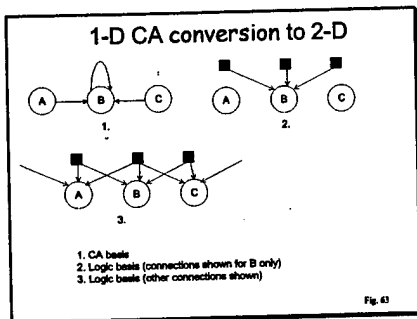 1-D CA conversion to 2-D
A B C A B C
1. 2.
A B C
3.
1. CA basis
2. Logic basis (connections shown for B only)
3. Logic basis (other connections shown)
Fig. 63